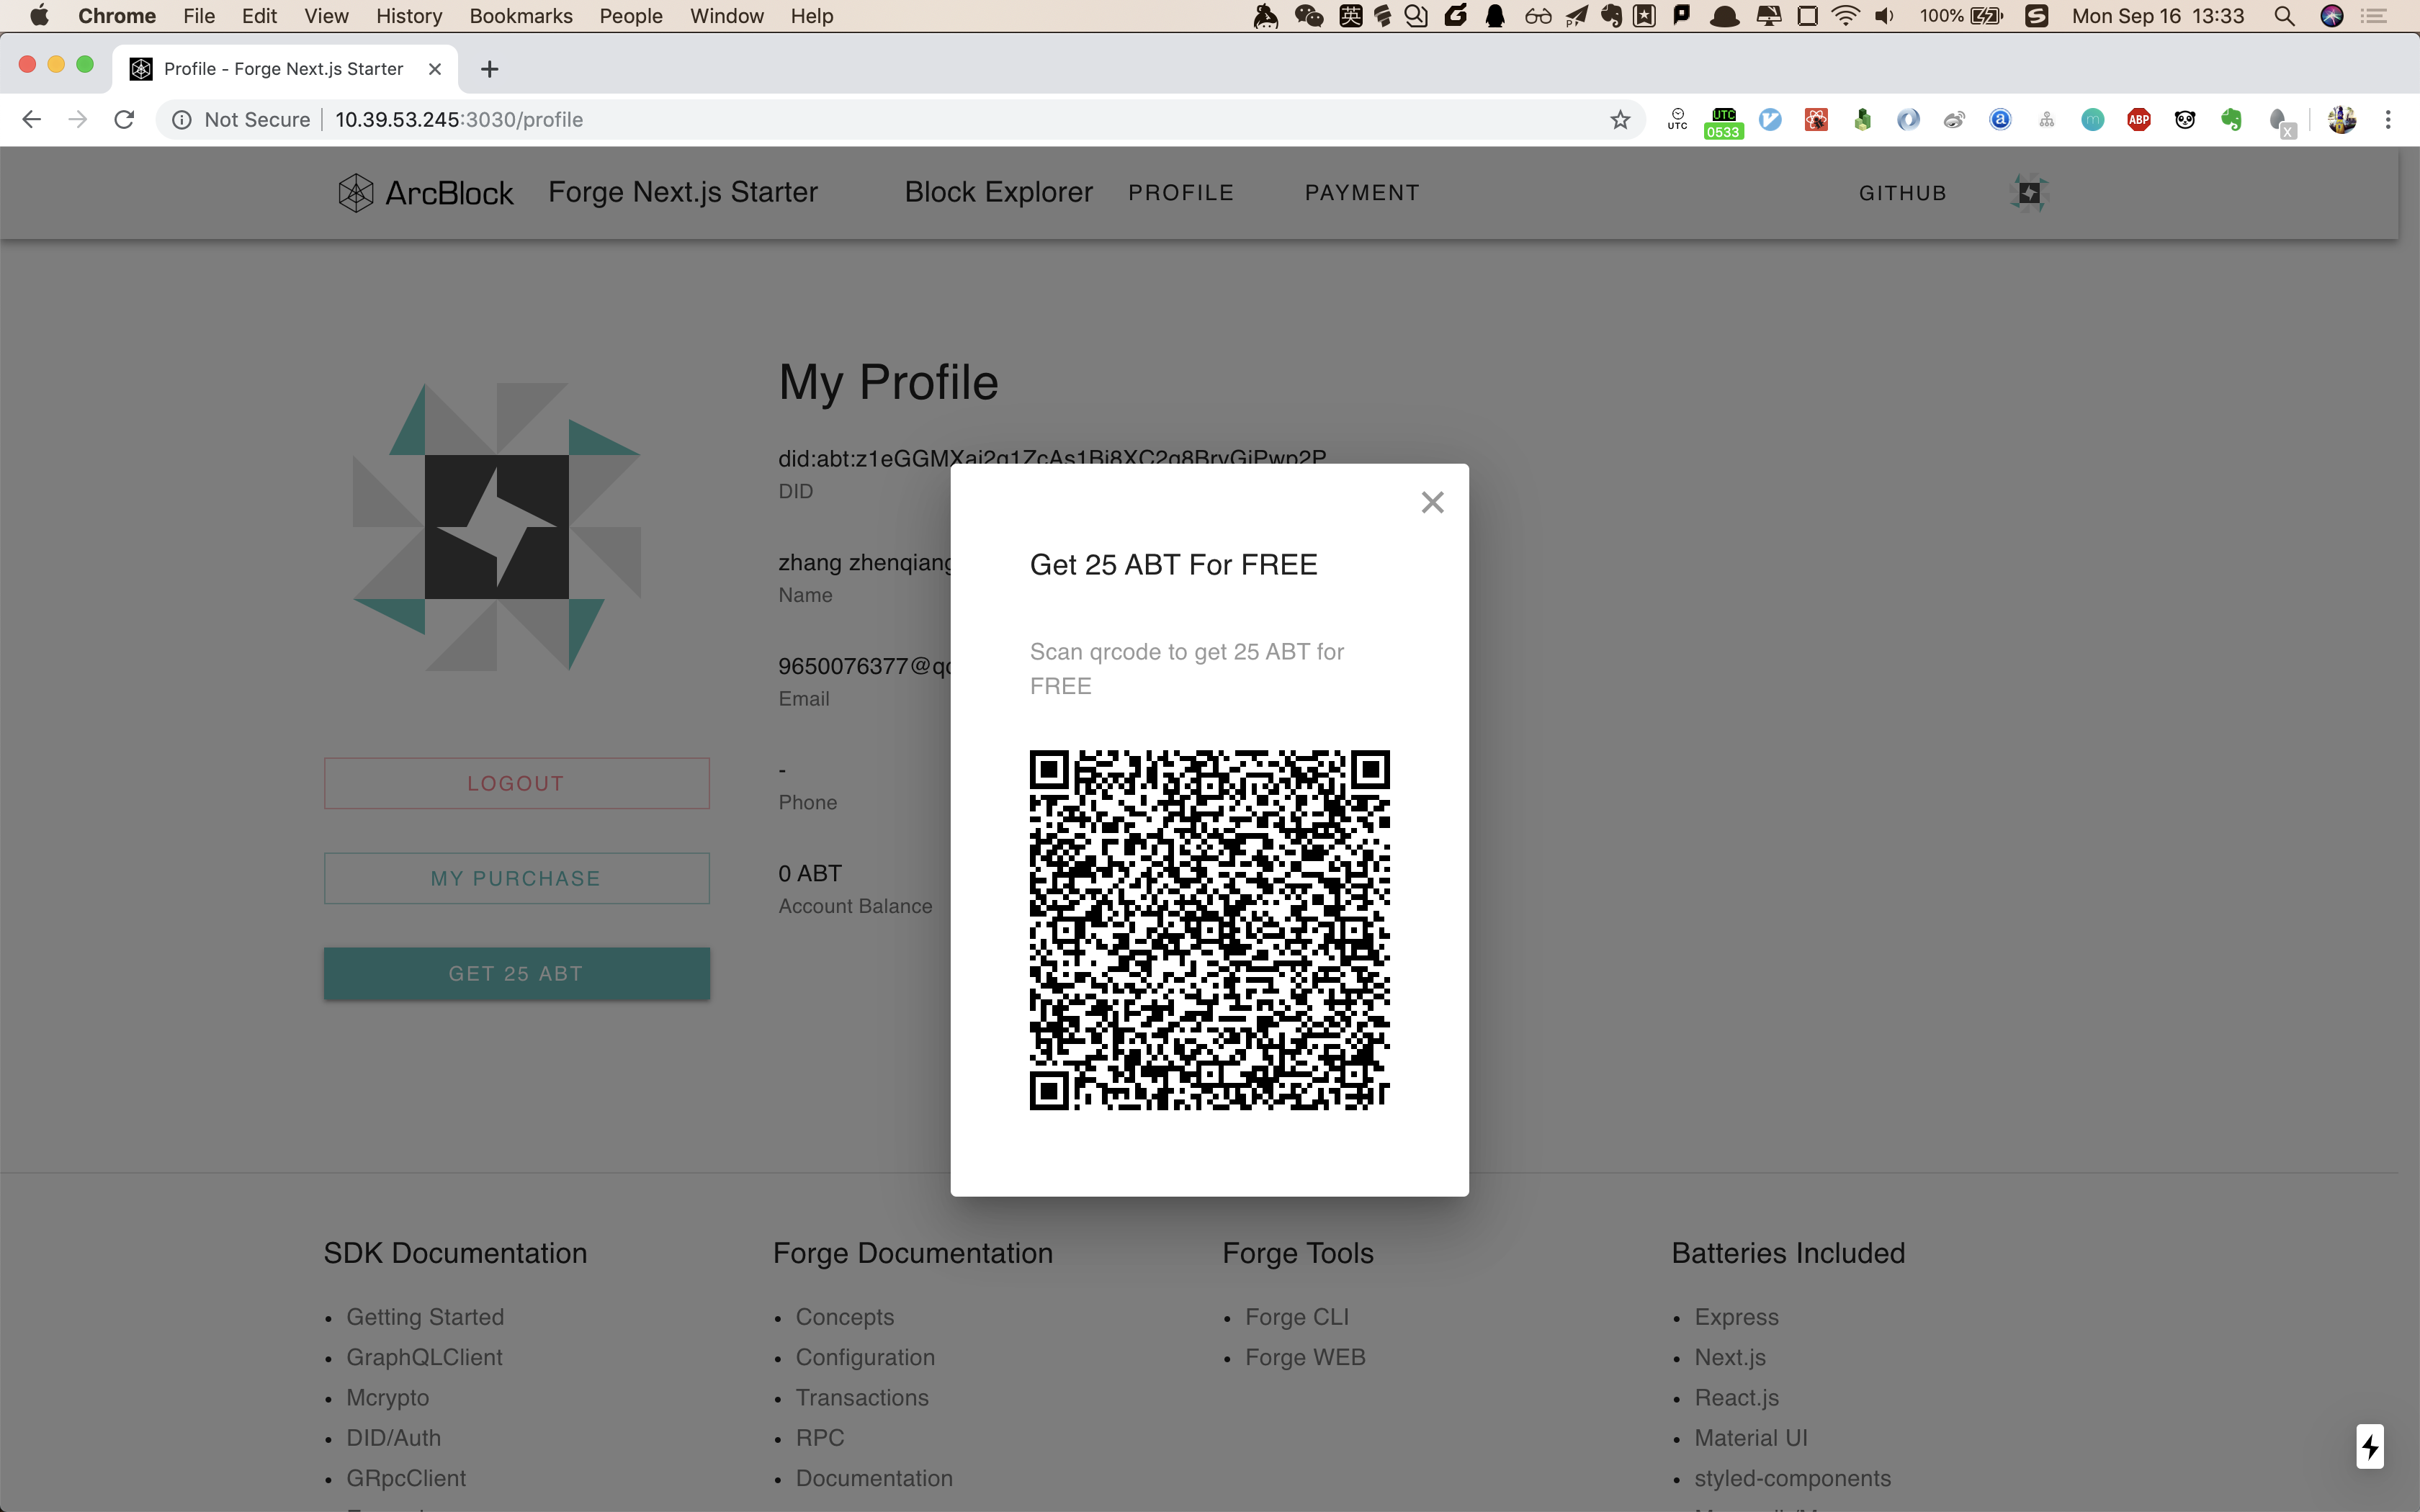 Chrome File Edit View History Bookmarks People Window Help 英 100% Mon Sep 16 13:33
Profile - Forge Next.js Starter
Not Secure 10.39.53.245:3030/profile UTC UTC 0533 ABP
ArcBlock Forge Next.js Starter Block Explorer PROFILE PAYMENT GITHUB
My Profile
DID
zhang zhenqiang
Name
9650076377@qq
Email
-
Phone
0 ABT
Account Balance
LOGOUT
MY PURCHASE
GET 25 ABT
Get 25 ABT For FREE
Scan qrcode to get 25 ABT for
FREE
SDK Documentation
Getting Started
GraphQLClient
Mcrypto
DID/Auth
GRpcClient
Forge Documentation
Concepts
Configuration
Transactions
RPC
Documentation
Forge Tools
Forge CLI
Forge WEB
Batteries Included
Express
Next.js
React.js
Material UI
styled-components